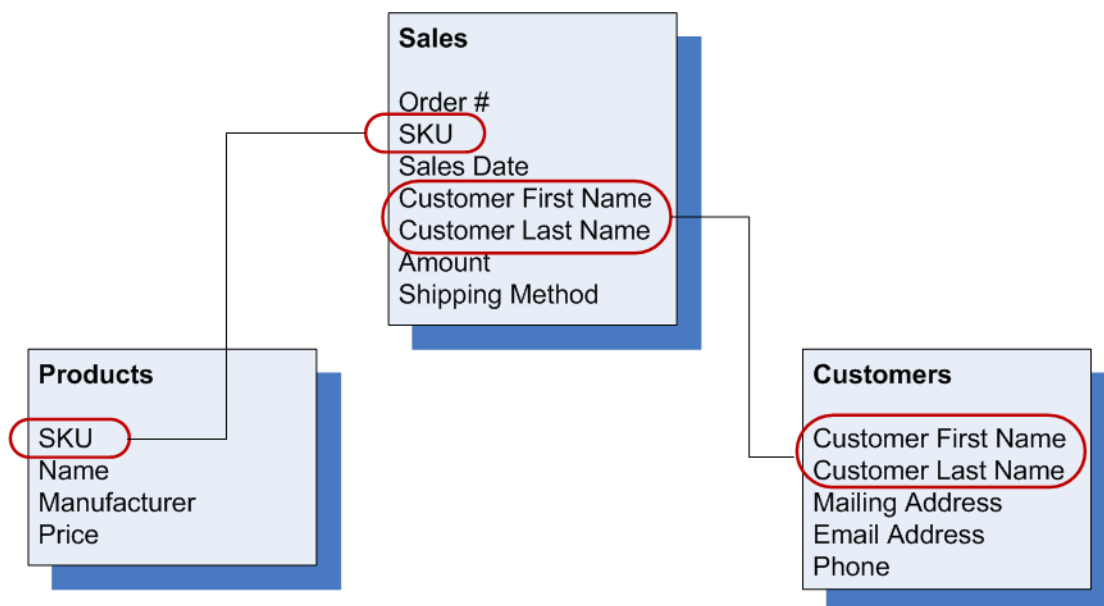 Sales
Order #
SKU
Sales Date
Customer First Name
Customer Last Name
Amount
Shipping Method
Products
SKU
Name
Manufacturer
Price
Customers
Customer First Name
Customer Last Name
Mailing Address
Email Address
Phone